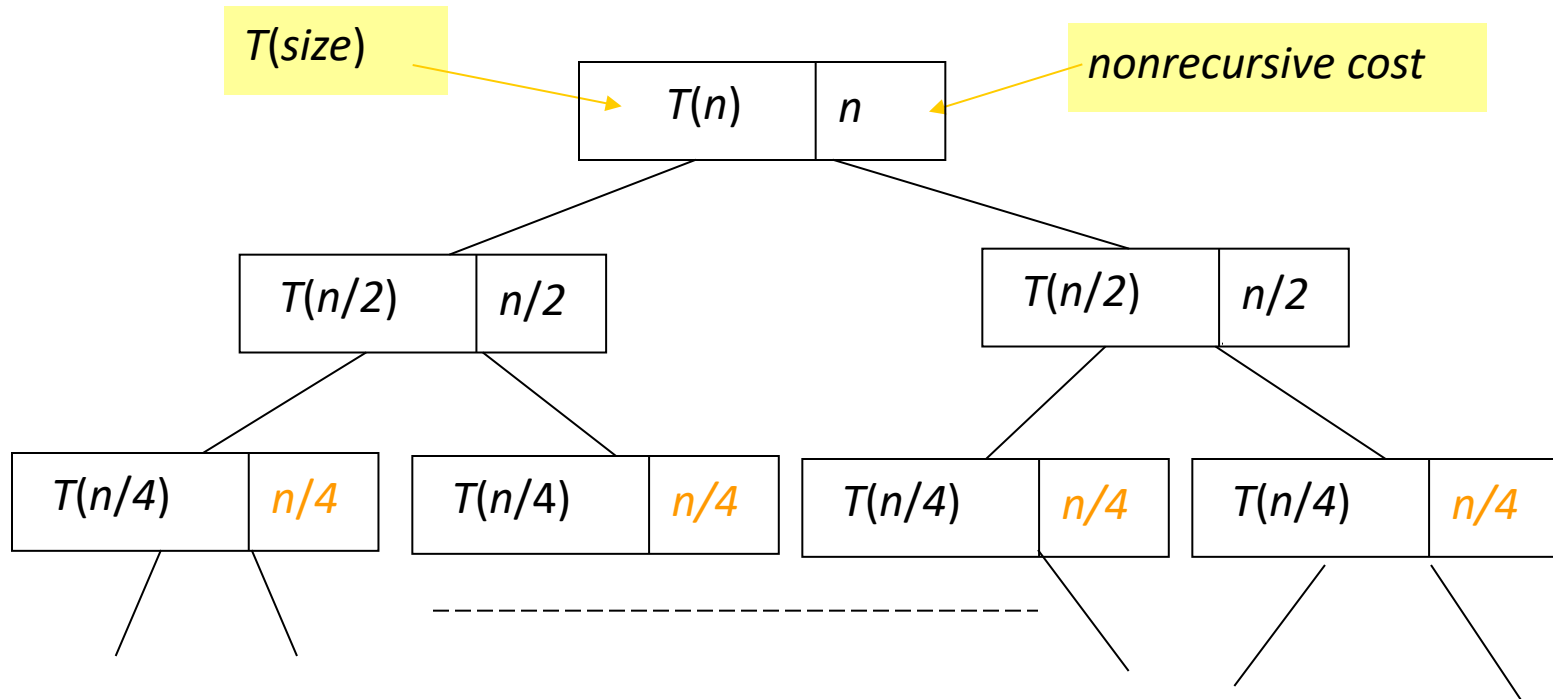 T(size)
nonrecursive cost
T(n) n
T(n/2) n/2
T(n/2) n/2
T(n/4) n/4
T(n/4) n/4
T(n/4) n/4
T(n/4) n/4